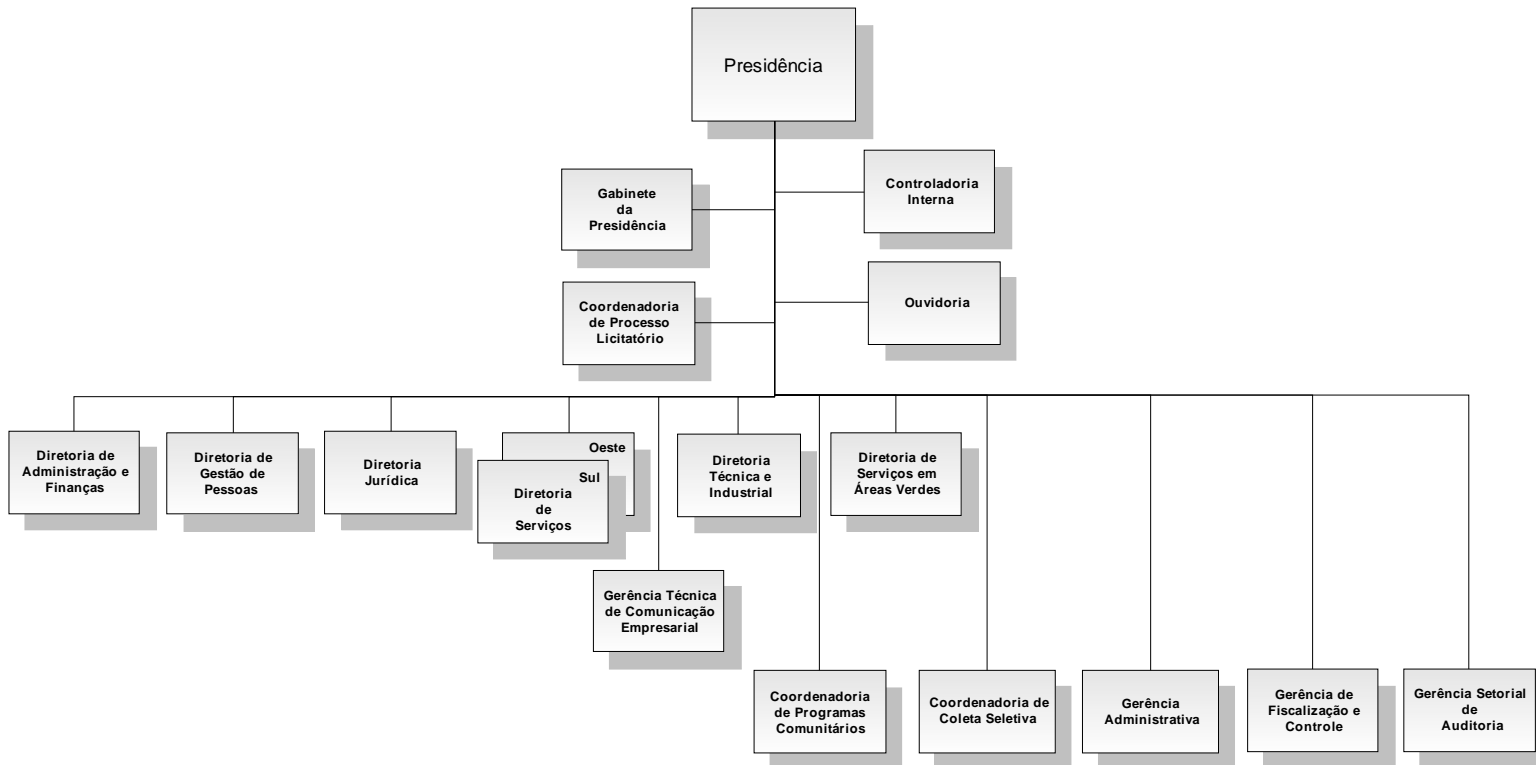 Presidência
Gabinete
da
Presidência
Controladoria
Interna
Coordenadoria
de Processo
Licitatório
Ouvidoria
Diretoria de
Administração e
Finanças
Diretoria de
Gestão de
Pessoas
Diretoria
Jurídica
Oeste
Sul
Diretoria
de
Serviços
Diretoria
Técnica e
Industrial
Diretoria de
Serviços em
Áreas Verdes
Gerência Técnica
de Comunicação
Empresarial
Coordenadoria
de Programas
Comunitários
Coordenadoria de
Coleta Seletiva
Gerência
Administrativa
Gerência de
Fiscalização e
Controle
Gerência Setorial
de
Auditoria